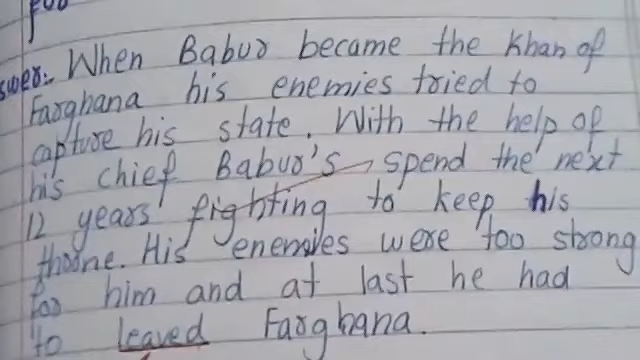 swer:- When Babur became the Khan of
Farghana his enemies tried to
capture his state. With the help of
his chief Babur's spend the next
12 years fighting to keep his
throne. His enemies were too strong
for him and at last he had
to leaved Farghana.